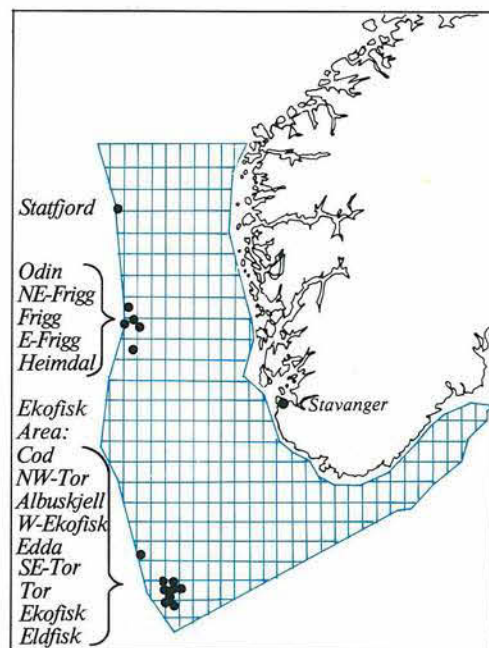 Statfjord
Odin
NE-Frigg
Frigg
E-Frigg
Heimdal
Stavanger
Ekofisk
Area:
Cod
NW-Tor
Albuskjell
W-Ekofisk
Edda
SE-Tor
Tor
Ekofisk
Eldfisk